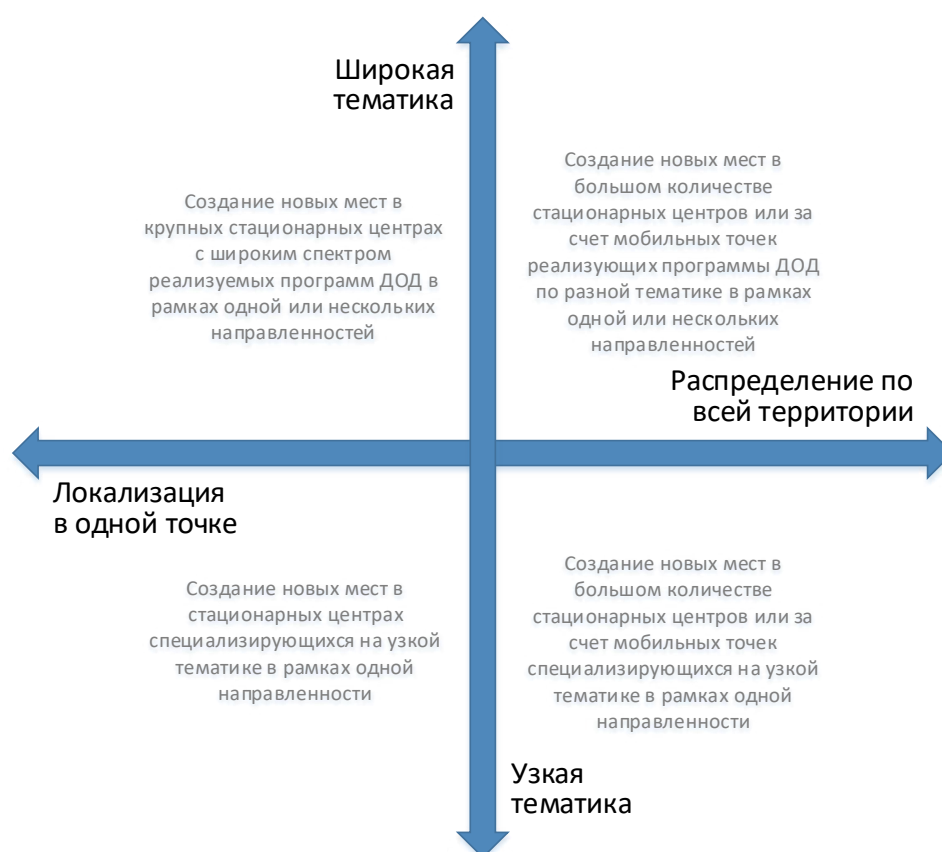 Широкая
тематика
Создание новых мест в
крупных стационарных центрах
с широким спектром
реализуемых программ ДОД в
рамках одной или нескольких
направленностей
Создание новых мест в
большом количестве
стационарных центров или за
счет мобильных точек
реализующих программы ДОД
по разной тематике в рамках
одной или нескольких
направленностей
Распределение по
всей территории
Локализация
в одной точке
Создание новых мест в
стационарных центрах
специализирующихся на узкой
тематике в рамках одной
направленности
Создание новых мест в
большом количестве
стационарных центров или за
счет мобильных точек
специализирующихся на узкой
тематике в рамках одной
направленности
Узкая
тематика